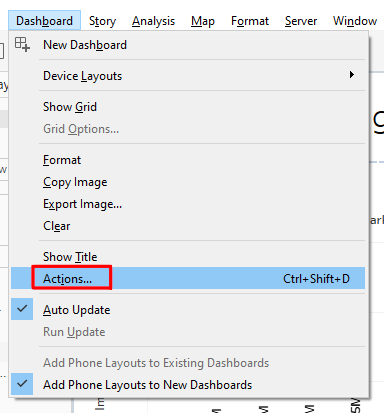 Dashboard Story Analysis Map Format Server Window
New Dashboard
Device Layouts
Show Grid
Grid Options...
Format
Copy Image
Export Image...
Clear
Show Title
Actions... Ctrl+Shift+D
Auto Update
Run Update
Add Phone Layouts to Existing Dashboards
Add Phone Layouts to New Dashboards